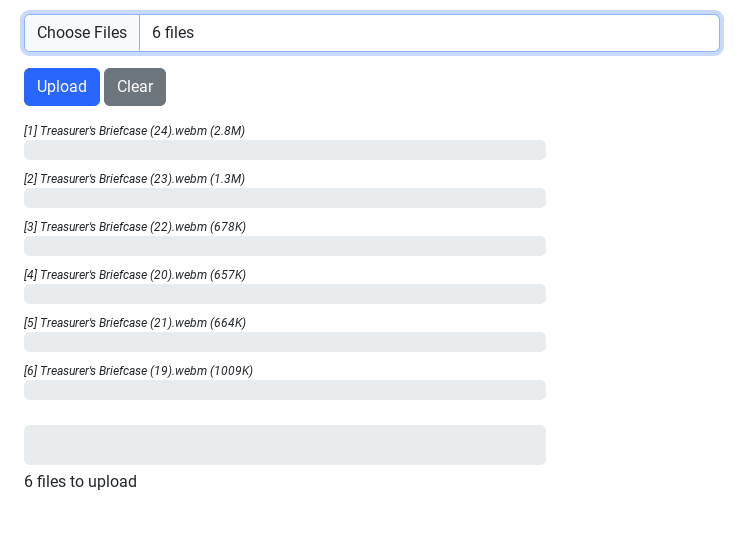 Choose Files 6 files
Upload Clear
[1] Treasurer's Briefcase (24).webm (2.8M)
[2] Treasurer's Briefcase (23).webm (1.3M)
[3] Treasurer's Briefcase (22).webm (678K)
[4] Treasurer's Briefcase (20).webm (657K)
[5] Treasurer's Briefcase (21).webm (664K)
[6] Treasurer's Briefcase (19).webm (1009K)
6 files to upload